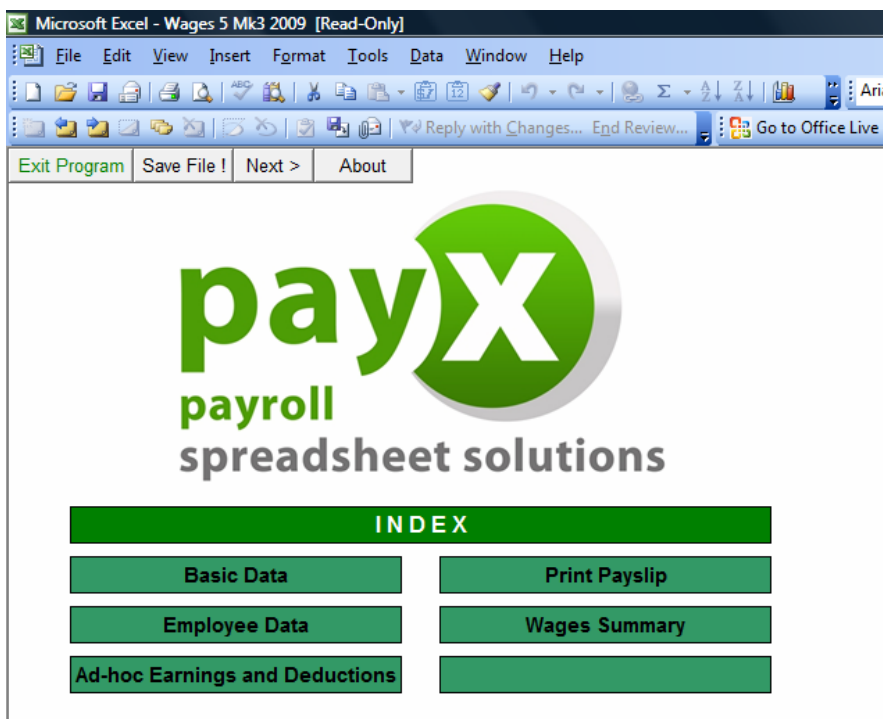 Microsoft Excel - Wages 5 Mk3 2009 [Read-Only]
File Edit View Insert Format Tools Data Window Help
ABC Σ A Z Z A
Reply with Changes... End Review... Go to Office Live
Exit Program Save File ! Next > About
payx
payroll
spreadsheet solutions
INDEX
Basic Data Print Payslip
Employee Data Wages Summary
Ad-hoc Earnings and Deductions